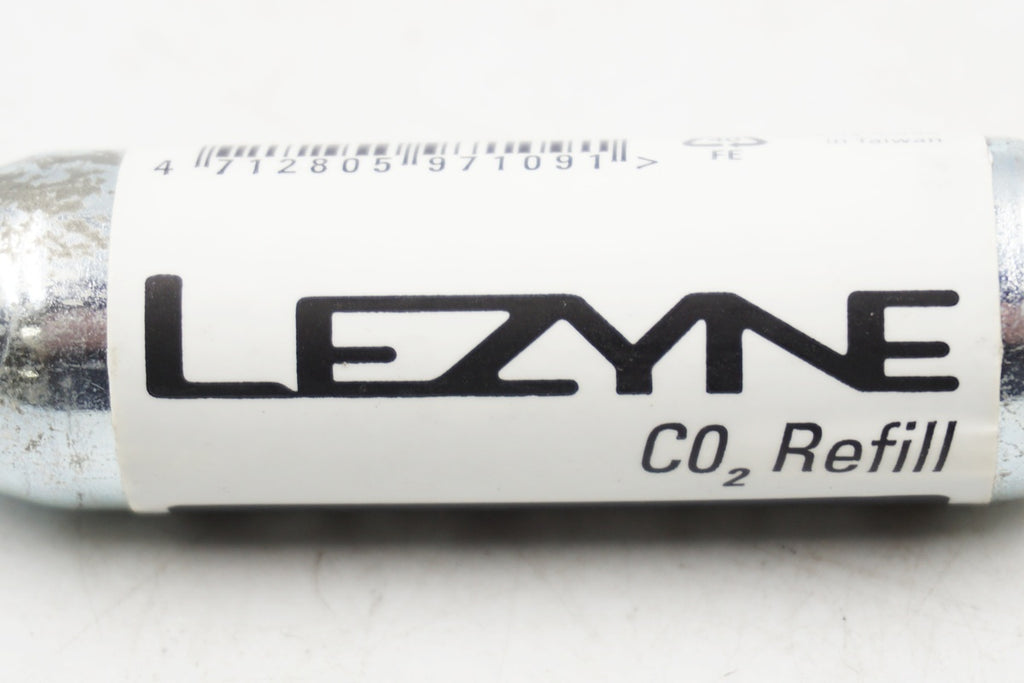 4 712805 971091 >
FE
in Taiwan
LEZYNE
CO₂ Refill